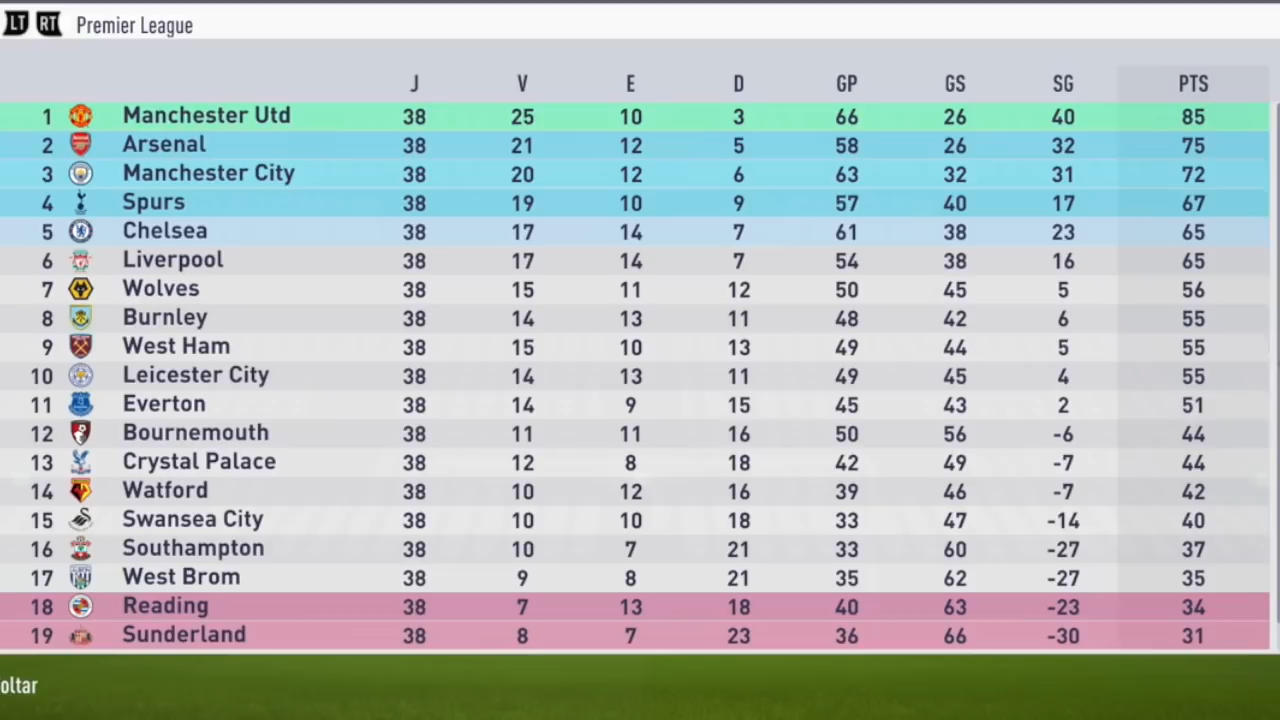 LT RT Premier League
J V E D GP GS SG PTS
1 Manchester Utd 38 25 10 3 66 26 40 85
2 Arsenal 38 21 12 5 58 26 32 75
3 Manchester City 38 20 12 6 63 32 31 72
4 Spurs 38 19 10 9 57 40 17 67
5 Chelsea 38 17 14 7 61 38 23 65
6 Liverpool 38 17 14 7 54 38 16 65
7 Wolves 38 15 11 12 50 45 5 56
8 Burnley 38 14 13 11 48 42 6 55
9 West Ham 38 15 10 13 49 44 5 55
10 Leicester City 38 14 13 11 49 45 4 55
11 Everton 38 14 9 15 45 43 2 51
12 Bournemouth 38 11 11 16 50 56 -6 44
13 Crystal Palace 38 12 8 18 42 49 -7 44
14 Watford 38 10 12 16 39 46 -7 42
15 Swansea City 38 10 10 18 33 47 -14 40
16 Southampton 38 10 7 21 33 60 -27 37
17 West Brom 38 9 8 21 35 62 -27 35
18 Reading 38 7 13 18 40 63 -23 34
19 Sunderland 38 8 7 23 36 66 -30 31
oltar